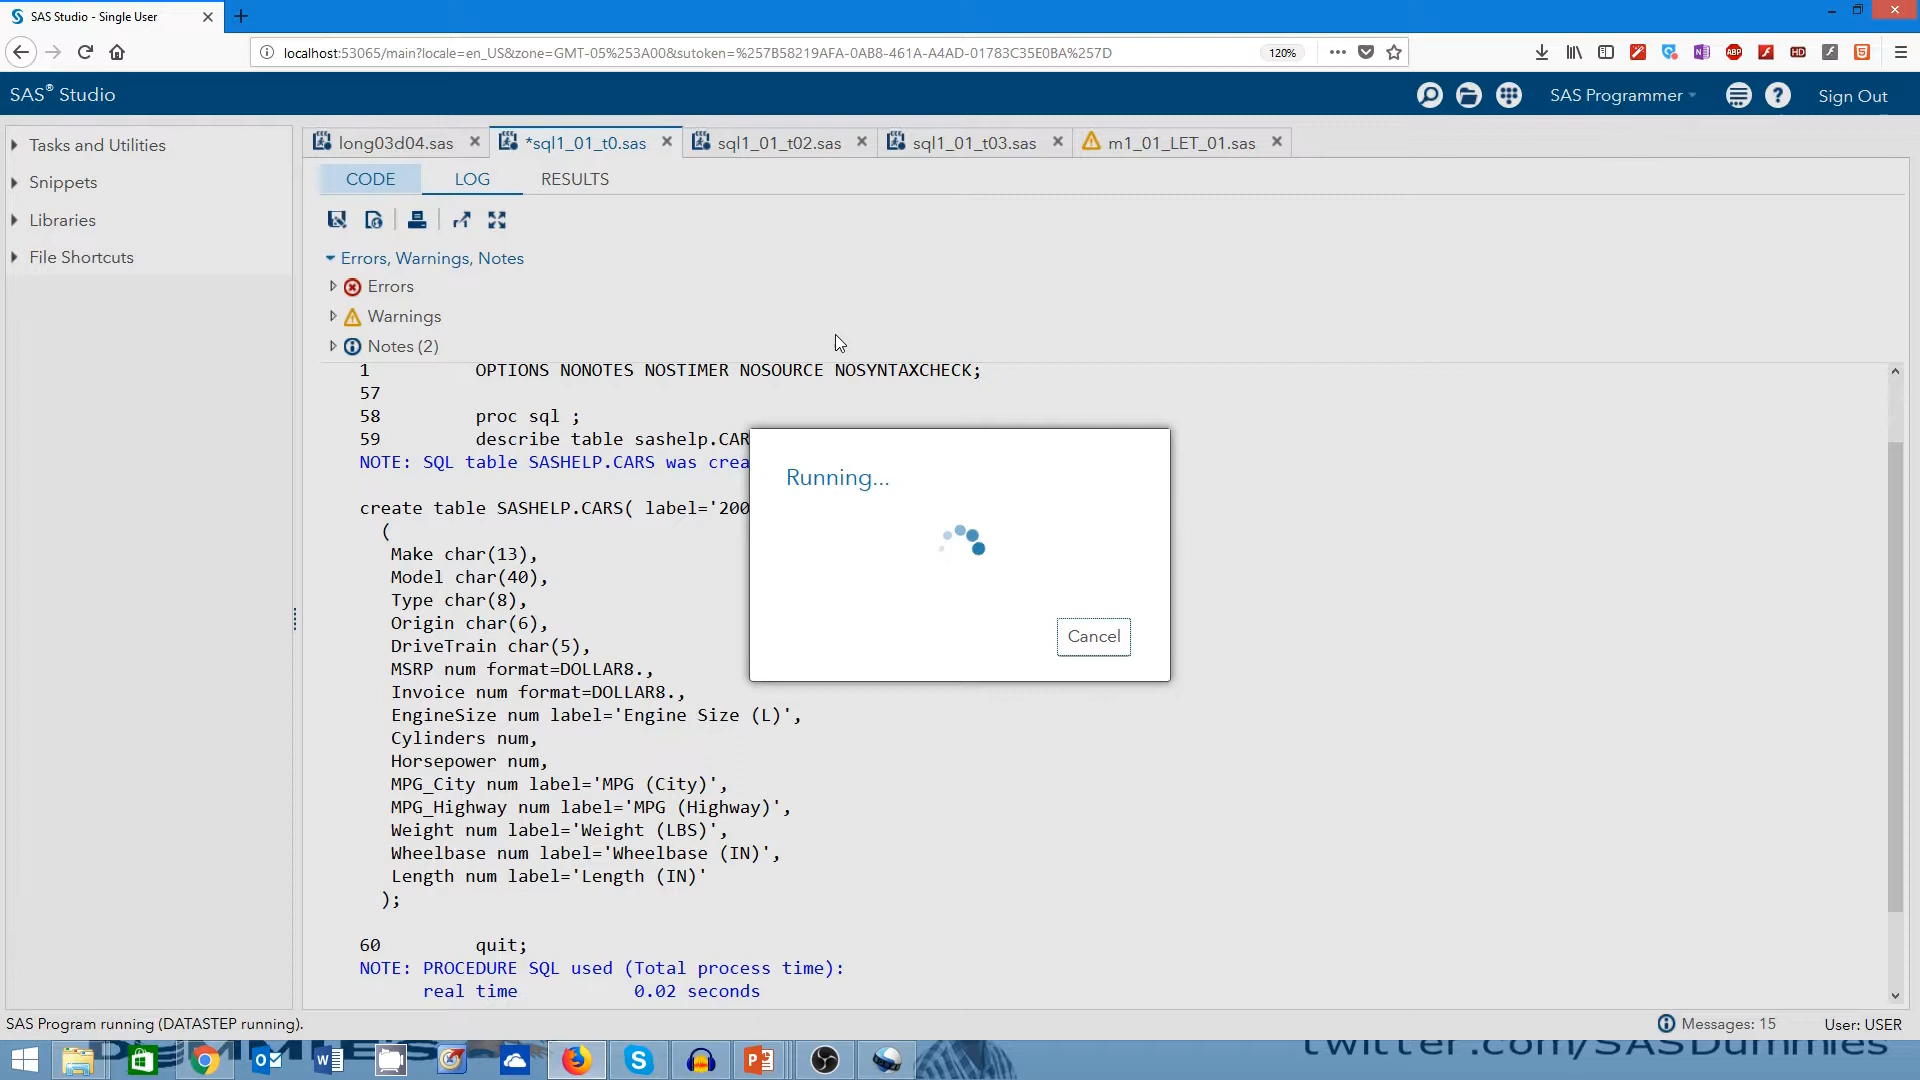 SAS Studio - Single User
localhost:53065/main?locale=en_US&zone=GMT-05%253A00&sutoken=%257B58219AFA-0AB8-461A-A4AD-01783C35E0BA%257D
120%
ABP
HD
SAS® Studio
SAS Programmer
Sign Out
Tasks and Utilities
Snippets
Libraries
File Shortcuts
long03d04.sas
*sql1_01_t0.sas
sql1_01_t02.sas
sql1_01_t03.sas
m1_01_LET_01.sas
CODE
LOG
RESULTS
Errors, Warnings, Notes
Errors
Warnings
Notes (2)
1 OPTIONS NONOTES NOSTIMER NOSOURCE NOSYNTAXCHECK;
57
58 proc sql ;
59 describe table sashelp.CAR
NOTE: SQL table SASHELP.CARS was crea
create table SASHELP.CARS( label='200
(
Make char(13),
Model char(40),
Type char(8),
Origin char(6),
DriveTrain char(5),
MSRP num format=DOLLAR8.,
Invoice num format=DOLLAR8.,
EngineSize num label='Engine Size (L)',
Cylinders num,
Horsepower num,
MPG_City num label='MPG (City)',
MPG_Highway num label='MPG (Highway)',
Weight num label='Weight (LBS)',
Wheelbase num label='Wheelbase (IN)',
Length num label='Length (IN)'
);
60 quit;
NOTE: PROCEDURE SQL used (Total process time):
real time 0.02 seconds
Running...
Cancel
SAS Program running (DATASTEP running).
Messages: 15
User: USER
twitter.com/SASDummies